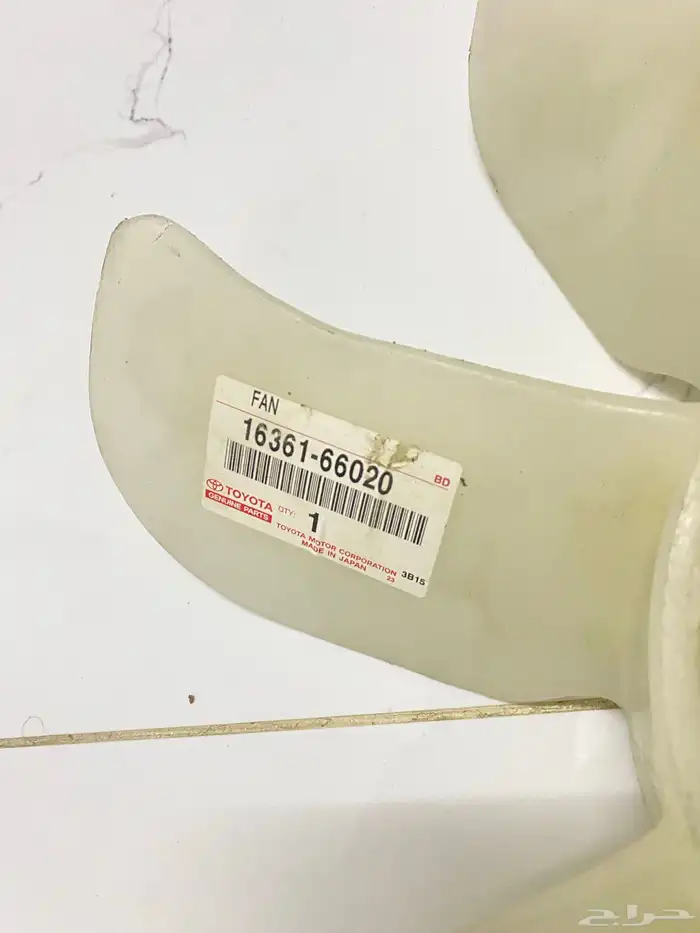 FAN
16361-66020
BD
TOYOTA
GENUINE PARTS
QTY: 1
TOYOTA MOTOR CORPORATION 3B15
MADE IN JAPAN 23
حراج